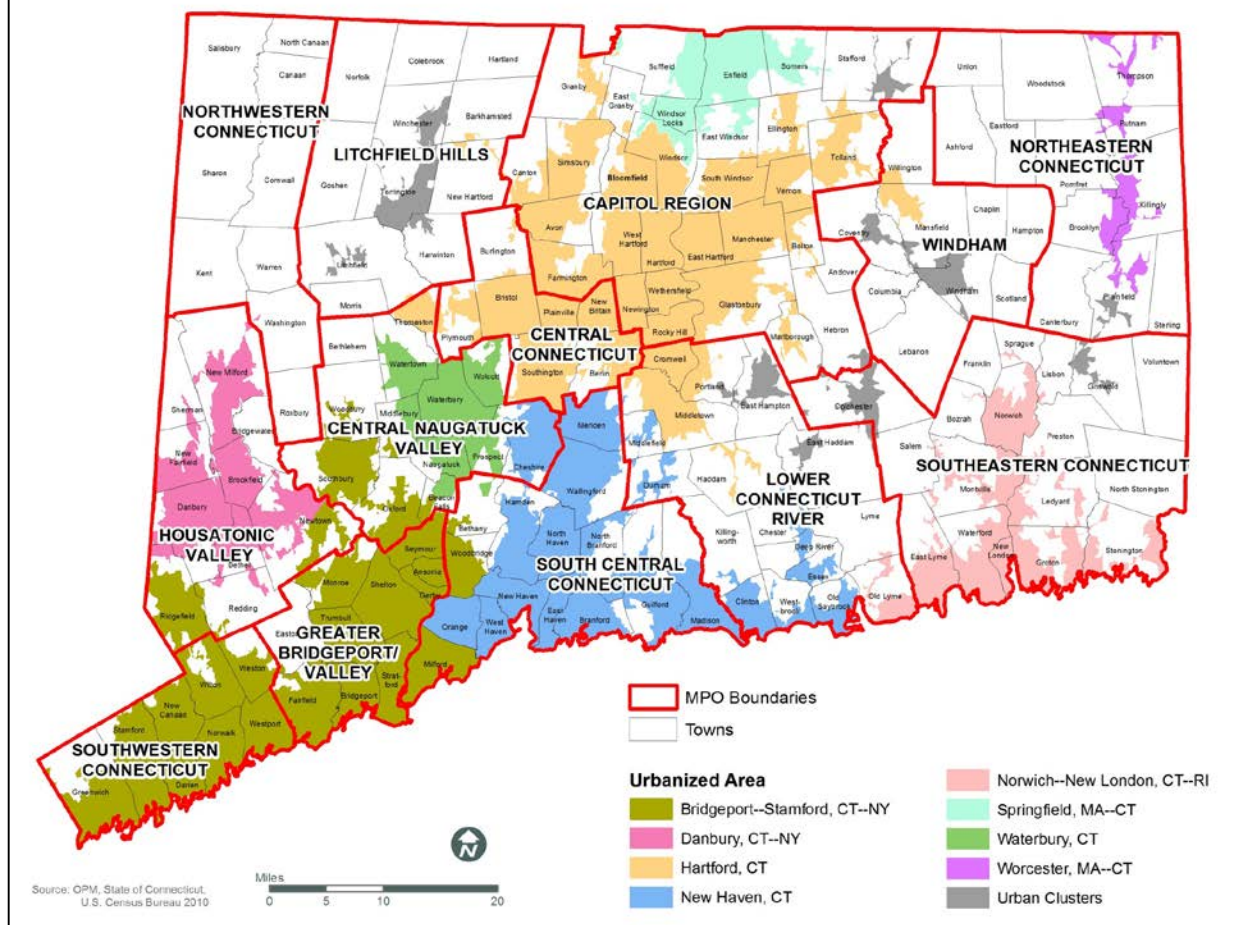 Salisbury
North Canaan
Canaan
Norfolk
Colebrook
Hartland
Granby
Suffield
East
Granby
Enfield
Somers
Stafford
Union
Woodstock
Thompson
NORTHWESTERN
CONNECTICUT
Winchester
Barkhamsted
Windsor
Locks
East Windsor
Ellington
Eastford
Putnam
LITCHFIELD HILLS
Sharon
Cornwall
Goshen
Torrington
New Hartford
Canton
Simsbury
Bloomfield
Windsor
South Windsor
Vernon
Tolland
Willington
Ashford
NORTHEASTERN
CONNECTICUT
CAPITOL REGION
Pomfret
Killingly
Chaplin
Hampton
Brooklyn
Mansfield
Coventry
WINDHAM
Avon
West
Hartford
Hartford
East Hartford
Manchester
Bolton
Andover
Columbia
Windham
Scotland
Plainfield
Canterbury
Sterling
Litchfield
Harwinton
Burlington
Farmington
Kent
Warren
Morris
Wethersfield
Newington
Rocky Hill
Glastonbury
Marlborough
Hebron
Lebanon
Washington
Bethlehem
Thomaston
Plymouth
Bristol
Plainville
New
Britain
CENTRAL
CONNECTICUT
Southington
Berlin
Cromwell
Portland
East Hampton
Colchester
Franklin
Sprague
Lisbon
Griswold
Voluntown
New Milford
Sherman
Bridgewater
Roxbury
Woodbury
Watertown
Wolcott
Middlebury
Waterbury
CENTRAL NAUGATUCK
VALLEY
Naugatuck
Prospect
Cheshire
Meriden
Middletown
Middlefield
East Haddam
Salem
Bozrah
Norwich
Preston
SOUTHEASTERN CONNECTICUT
New
Fairfield
Brookfield
Danbury
Southbury
Oxford
Beacon
Falls
Wallingford
Durham
Haddam
LOWER
CONNECTICUT
RIVER
Lyme
Montville
Ledyard
North Stonington
HOUSATONIC
VALLEY
Newtown
Bethel
Seymour
Bethany
Woodbridge
Hamden
North
Haven
North
Branford
Killing-
worth
Chester
Deep River
Essex
Waterford
East Lyme
New
London
Groton
Stonington
Ridgefield
Redding
Monroe
Shelton
Ansonia
Derby
SOUTH CENTRAL
CONNECTICUT
New Haven
Orange
West
Haven
East
Haven
Branford
Guilford
Madison
Clinton
West-
brook
Old
Saybrook
Old Lyme
Easton
Trumbull
GREATER
BRIDGEPORT/
VALLEY
Milford
Strat-
ford
Bridgeport
Fairfield
Weston
Wilton
New
Canaan
Stamford
Norwalk
Westport
SOUTHWESTERN
CONNECTICUT
Greenwich
Darien
MPO Boundaries
Towns
Urbanized Area
Bridgeport--Stamford, CT--NY
Danbury, CT--NY
Hartford, CT
New Haven, CT
Norwich--New London, CT--RI
Springfield, MA--CT
Waterbury, CT
Worcester, MA--CT
Urban Clusters
N
Miles
0 5 10 20
Source: OPM, State of Connecticut,
U.S. Census Bureau 2010